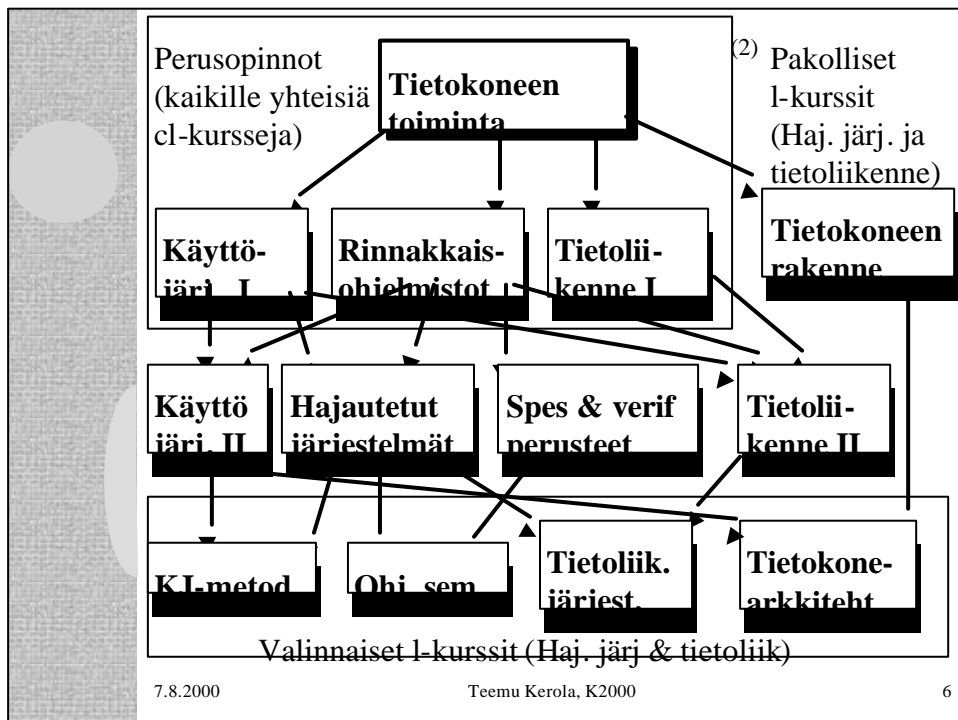 Perusopinnot
(kaikille yhteisiä
cl-kursseja)
Tietokoneen
toiminta
(2)
Pakolliset
l-kurssit
(Haj. järj. ja
tietoliikenne)
Käyttö-
järj. I
Rinnakkais-
ohjelmistot
Tietolii-
kenne I
Tietokoneen
rakenne
Käyttö
järj. II
Hajautetut
järjestelmät
Spes & verif
perusteet
Tietolii-
kenne II
KJ-metod
Ohj. sem
Tietoliik.
järjest.
Tietokone-
arkkiteht
Valinnaiset l-kurssit (Haj. järj & tietoliik)
7.8.2000
Teemu Kerola, K2000
6